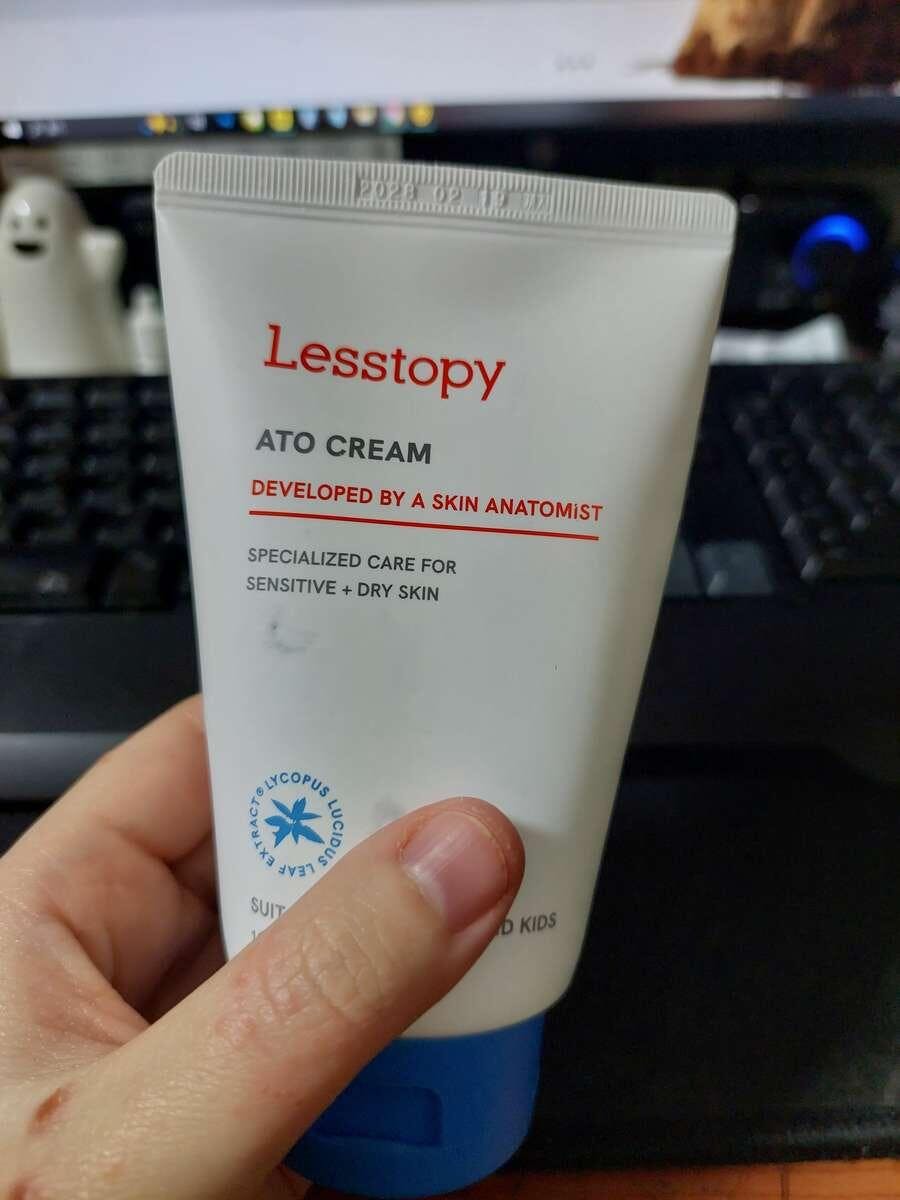 2028 02 19
Lesstopy
ATO CREAM
DEVELOPED BY A SKIN ANATOMiST
SPECIALIZED CARE FOR
SENSITIVE + DRY SKIN
LYCOPUS LUCIDUS LEAF EXTRACT®
KIDS